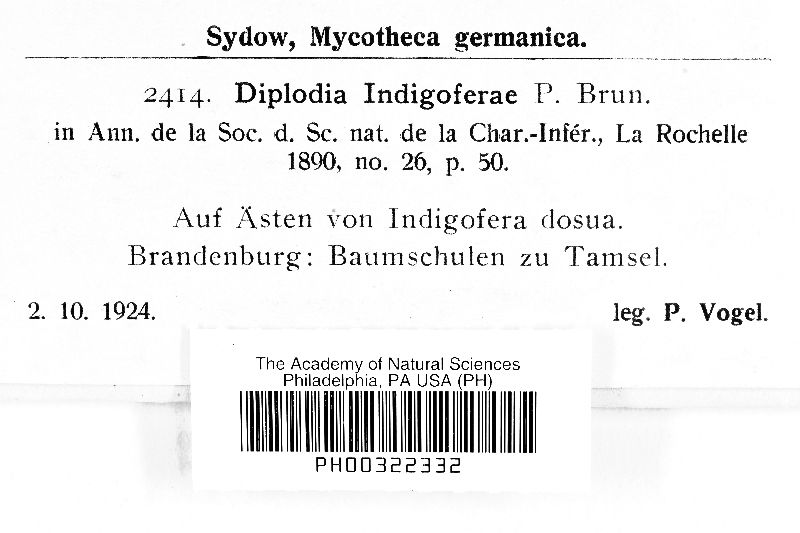 Sydow, Mycotheca germanica.
2414. Diplodia Indigoferae P. Brun.
in Ann. de la Soc. d. Sc. nat. de la Char.-Infér., La Rochelle
1890, no. 26, p. 50.
Auf Ästen von Indigofera dosua.
Brandenburg: Baumschulen zu Tamsel.
2. 10. 1924. leg. P. Vogel.
The Academy of Natural Sciences
Philadelphia, PA USA (PH)
PH00322332